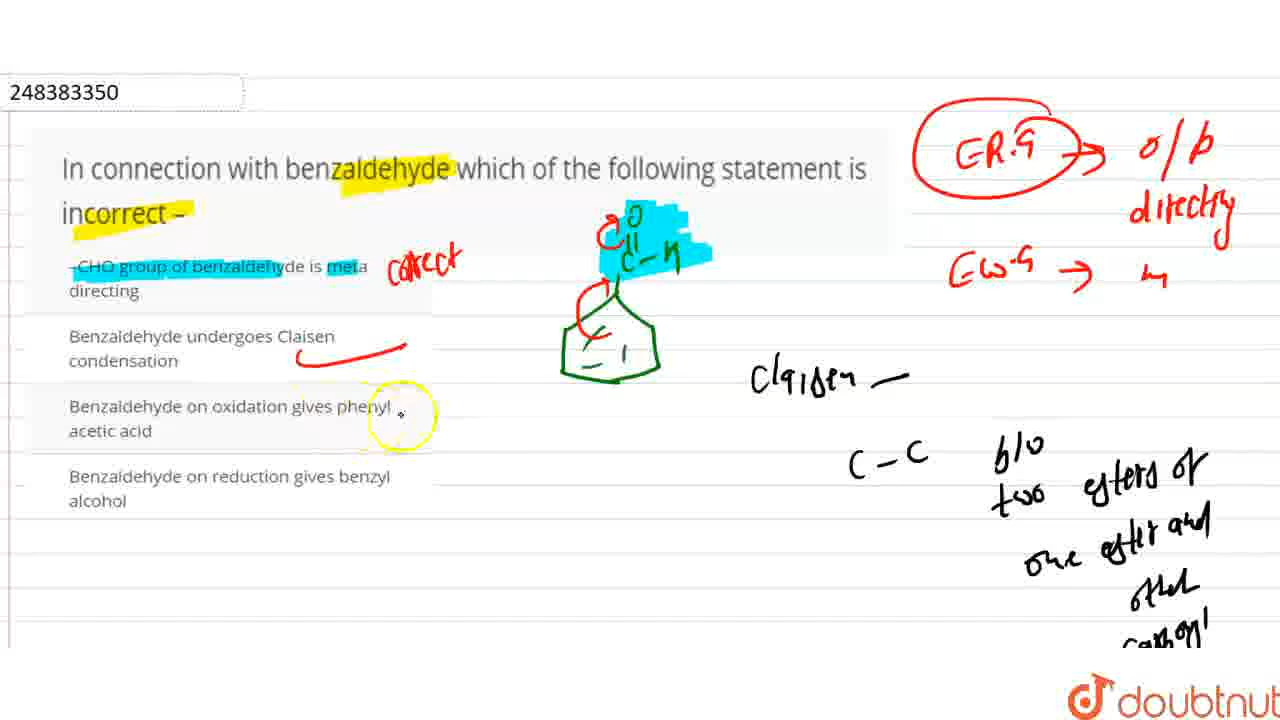 248383350
In connection with benzaldehyde which of the following statement is
incorrect –
-CHO group of benzaldehyde is meta
directing
correct
Benzaldehyde undergoes Claisen
condensation
Benzaldehyde on oxidation gives phenyl
acetic acid
Benzaldehyde on reduction gives benzyl
alcohol
O
C-H
E.R.G → o/p
directing
E.W.G → m
Claisen —
C-C b/w
two esters or
one ester and
other
carbonyl
doubtnut